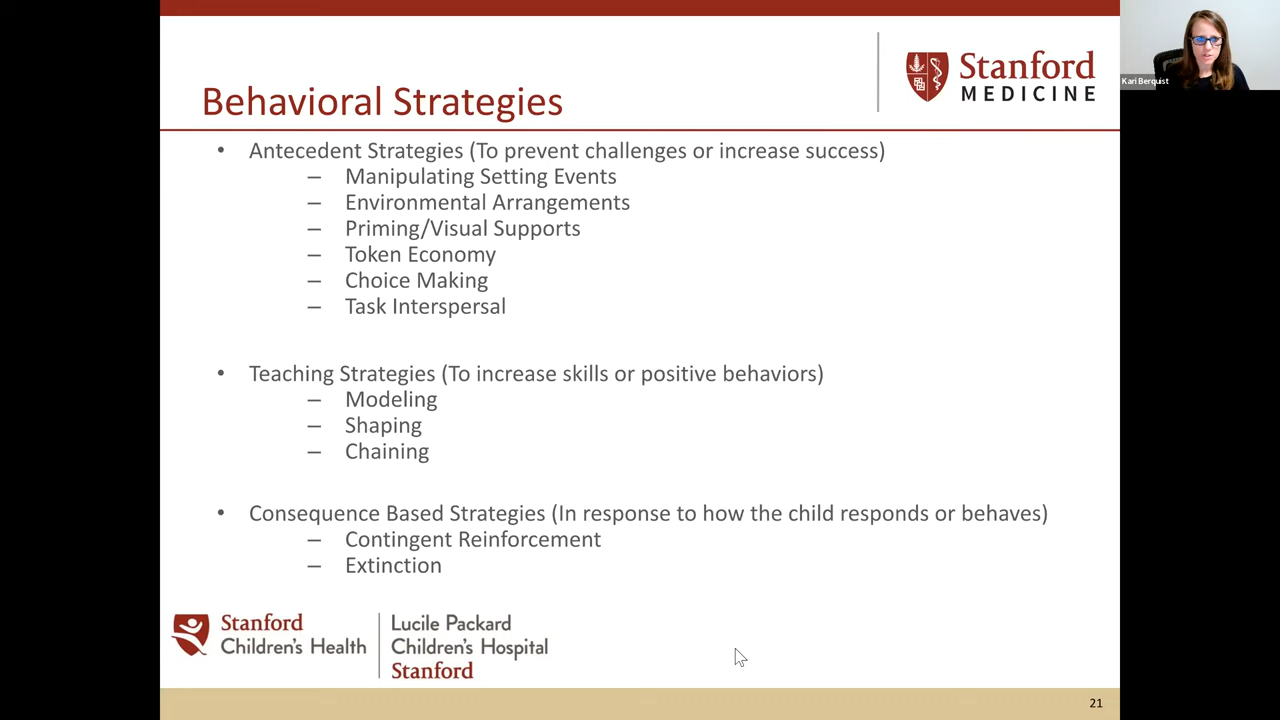 Stanford
MEDICINE
Kari Berquist
Behavioral Strategies
• Antecedent Strategies (To prevent challenges or increase success)
– Manipulating Setting Events
– Environmental Arrangements
– Priming/Visual Supports
– Token Economy
– Choice Making
– Task Interspersal
• Teaching Strategies (To increase skills or positive behaviors)
– Modeling
– Shaping
– Chaining
• Consequence Based Strategies (In response to how the child responds or behaves)
– Contingent Reinforcement
– Extinction
Stanford
Children's Health
Lucile Packard
Children's Hospital
Stanford
21